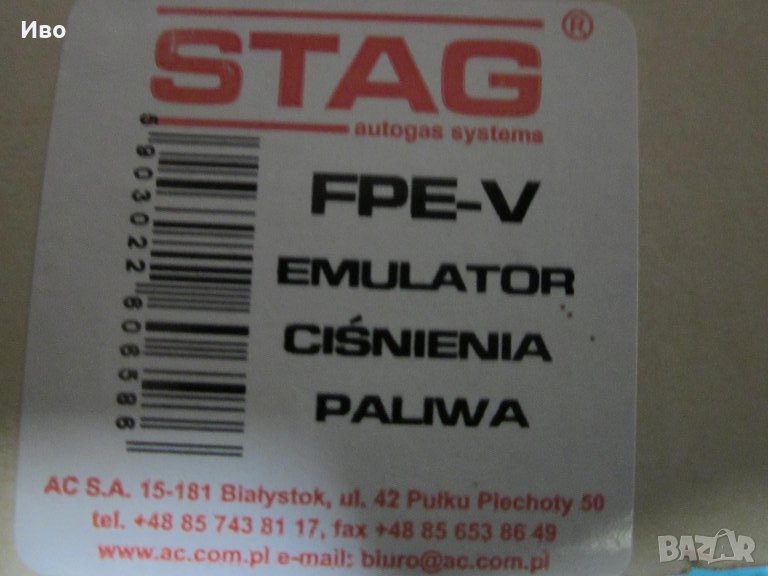 Иво
STAG®
autogas systems
5903022806586
FPE-V
EMULATOR
CIŚNIENIA
PALIWA
AC S.A. 15-181 Białystok, ul. 42 Pułku Piechoty 50
tel. +48 85 743 81 17, fax +48 85 653 86 49
www.ac.com.pl e-mail: biuro@ac.com.pl
BAZAR